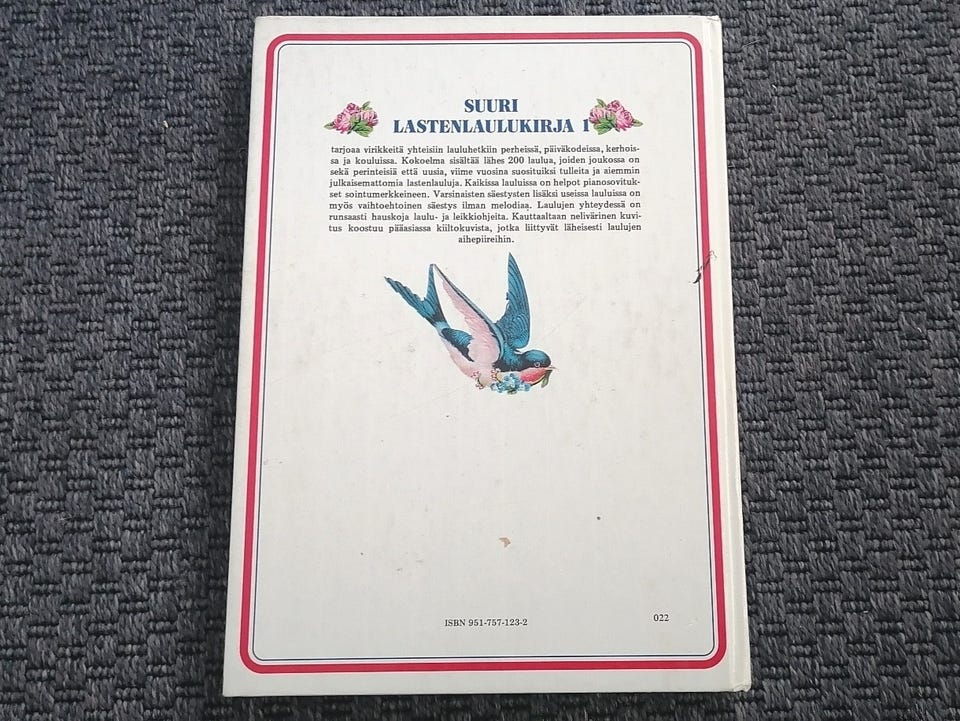 SUURI
LASTENLAULUKIRJA 1
tarjoaa virikkeitä yhteisiin lauluhetkiin perheissä, päiväkodeissa, kerhois-
sa ja kouluissa. Kokoelma sisältää lähes 200 laulua, joiden joukossa on
sekä perinteisiä että uusia, viime vuosina suosituiksi tulleita ja aiemmin
julkaisemattomia lastenlauluja. Kaikissa lauluissa on helpot pianosovituk-
set sointumerkkeineen. Varsinaisten säestysten lisäksi useissa lauluissa on
myös vaihtoehtoinen säestys ilman melodiaa. Laulujen yhteydessä on
runsaasti hauskoja laulu- ja leikkiohjeita. Kauttaaltaan nelivärinen kuvi-
tus koostuu pääasiassa kiiltokuvista, jotka liittyvät läheisesti laulujen
aihepiireihin.
ISBN 951-757-123-2
022